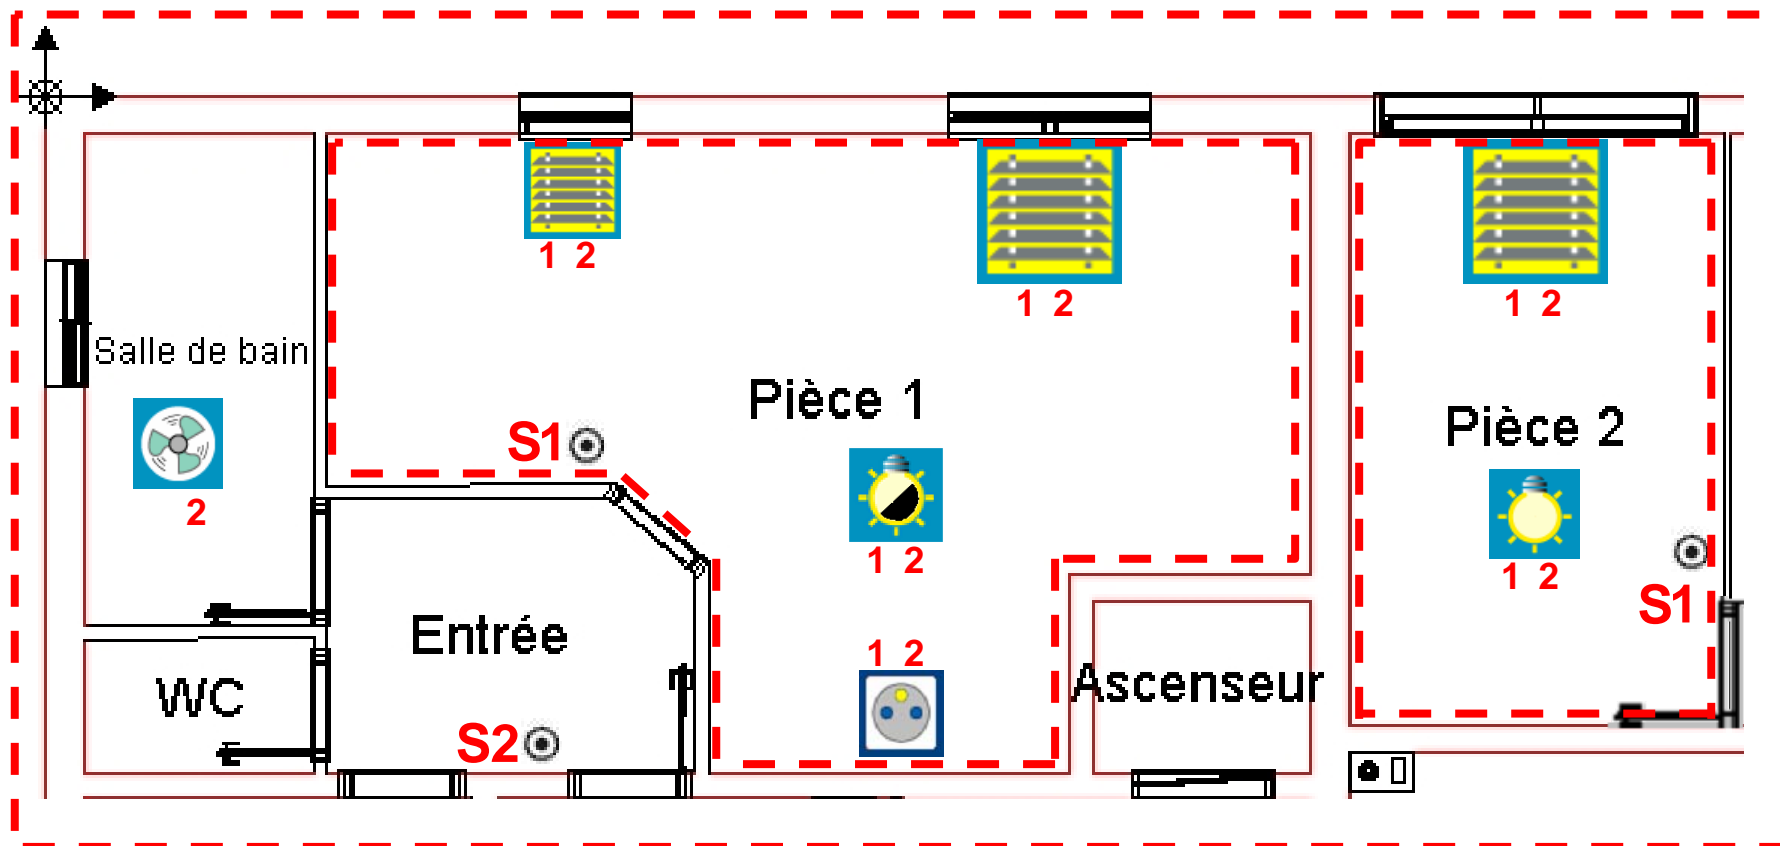 1 2
1 2
1 2
Salle de bain
Pièce 1
Pièce 2
S1
2
1 2
1 2
S1
Entrée
1 2
WC
Ascenseur
S2